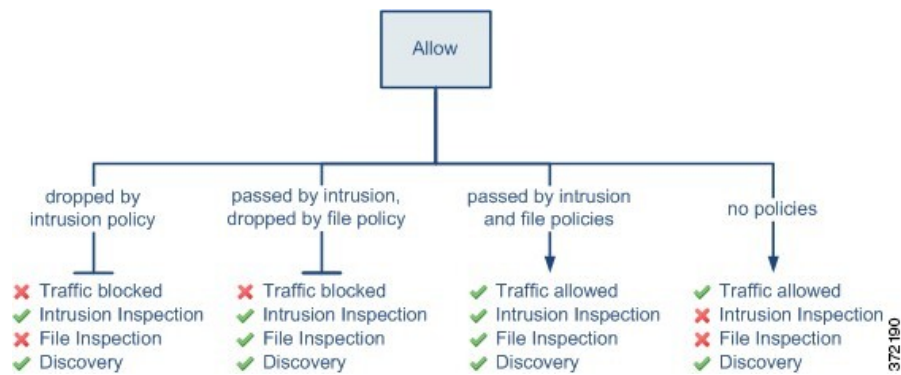 Allow
dropped by
intrusion policy
passed by intrusion,
dropped by file policy
passed by intrusion
and file policies
no policies
Traffic blocked
Intrusion Inspection
File Inspection
Discovery
Traffic blocked
Intrusion Inspection
File Inspection
Discovery
Traffic allowed
Intrusion Inspection
File Inspection
Discovery
Traffic allowed
Intrusion Inspection
File Inspection
Discovery
372190